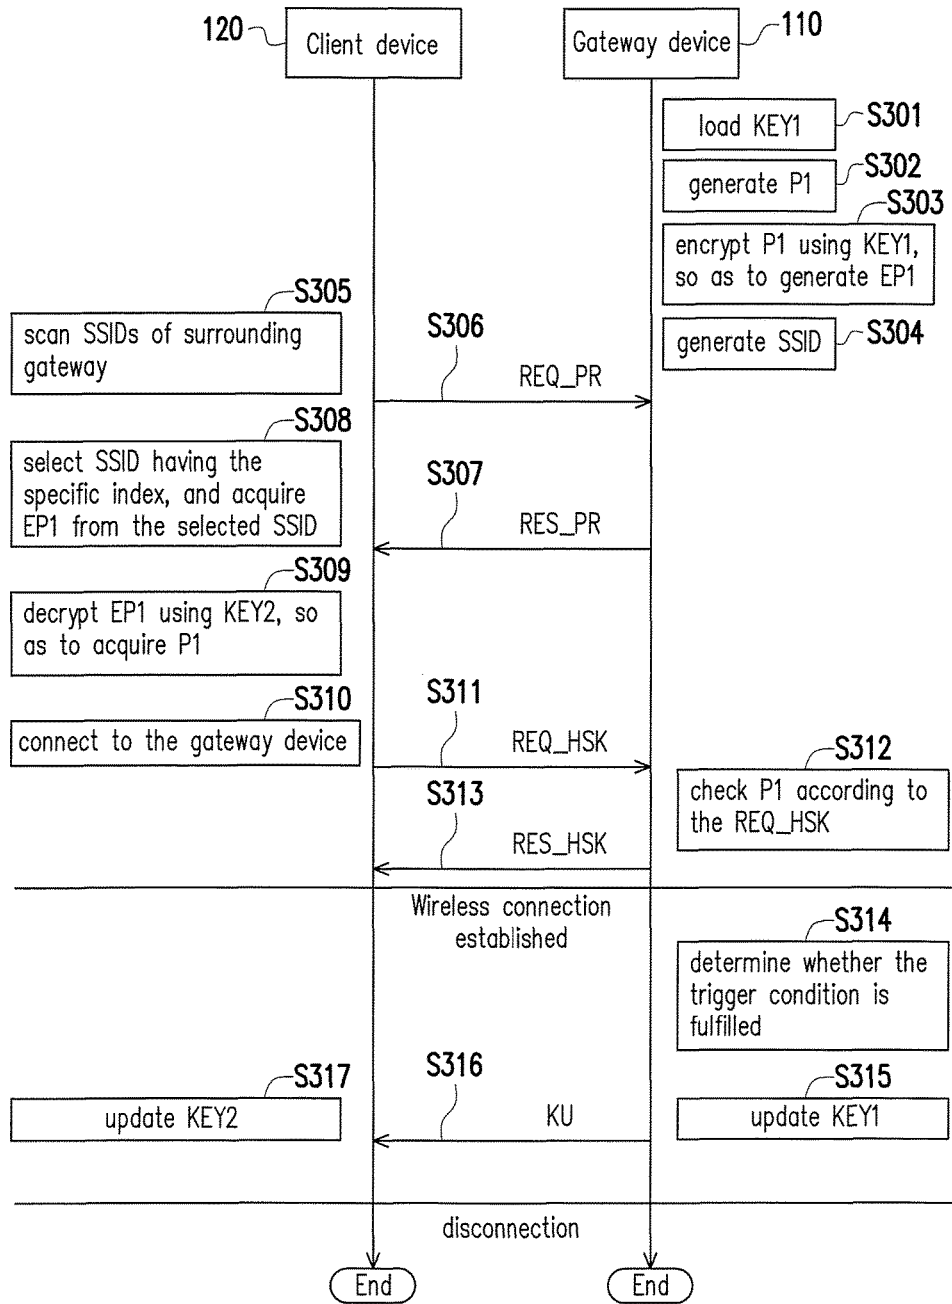 120
Client device
Gateway device
110
load KEY1
S301
generate P1
S302
S303
encrypt P1 using KEY1,
so as to generate EP1
S305
scan SSIDs of surrounding
gateway
S306
REQ_PR
generate SSID
S304
S308
select SSID having the
specific index, and acquire
EP1 from the selected SSID
S307
RES_PR
S309
decrypt EP1 using KEY2, so
as to acquire P1
S310
connect to the gateway device
S311
REQ_HSK
S312
check P1 according to
the REQ_HSK
S313
RES_HSK
Wireless connection
established
S314
determine whether the
trigger condition is
fulfilled
S317
update KEY2
S316
KU
S315
update KEY1
disconnection
End
End